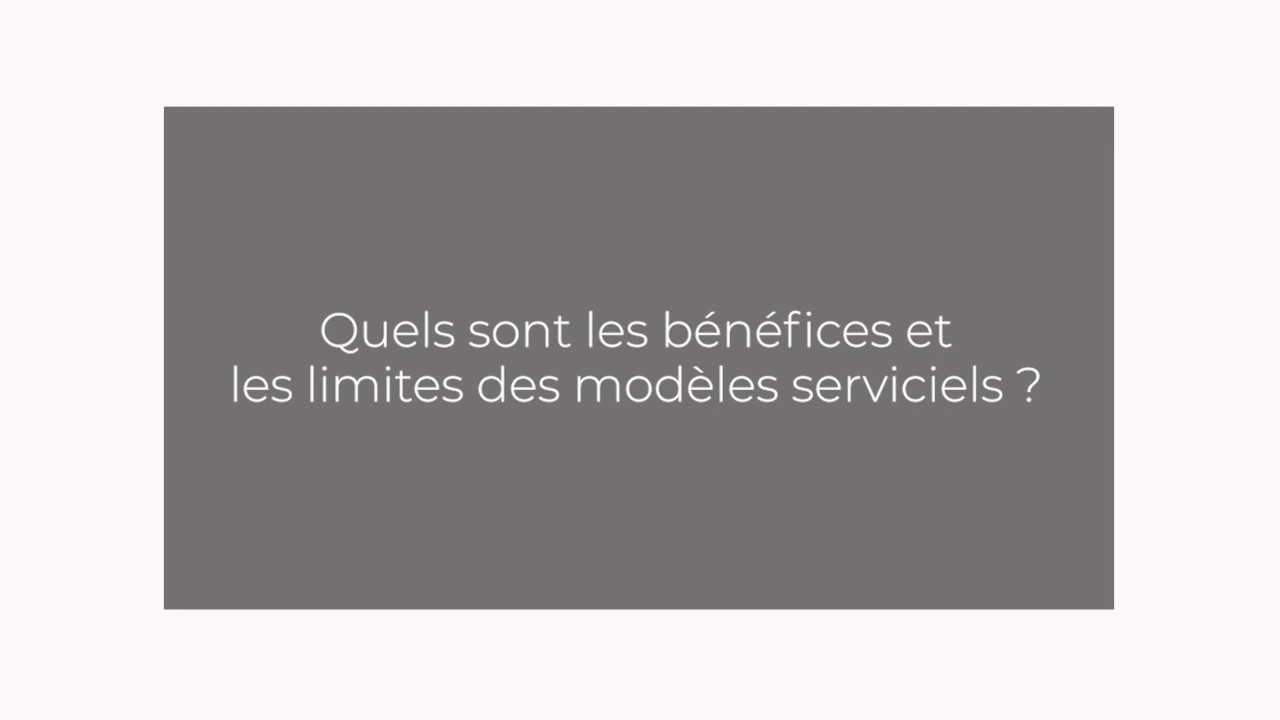 Quels sont les bénéfices et
les limites des modèles serviciels ?